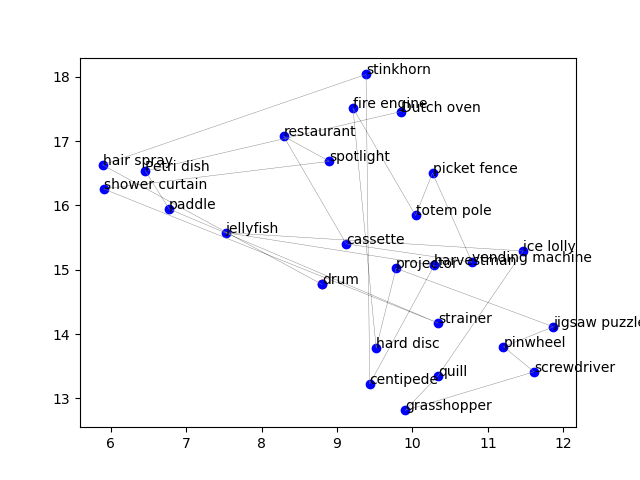 18
17
16
15
14
13
stinkhorn
fire engine
Dutch oven
restaurant
spotlight
hair spray
Petri dish
picket fence
shower curtain
paddle
totem pole
jellyfish
cassette
ice lolly
vending machine
harvestman
projector
drum
strainer
jigsaw puzzle
hard disc
pinwheel
centipede
quill
screwdriver
grasshopper
6
7
8
9
10
11
12